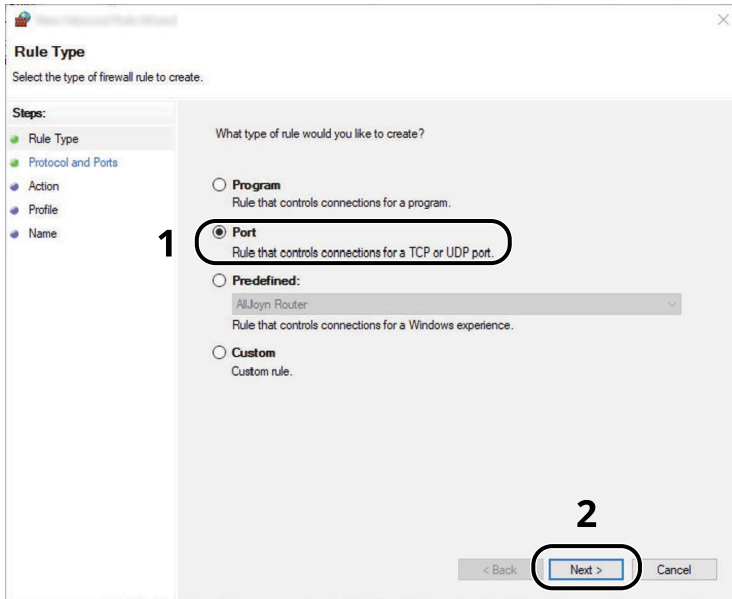 Rule Type
Select the type of firewall rule to create.
Steps:
Rule Type
Protocol and Ports
Action
Profile
Name
What type of rule would you like to create?
Program
Rule that controls connections for a program.
1
Port
Rule that controls connections for a TCP or UDP port.
Predefined:
AllJoyn Router
Rule that controls connections for a Windows experience.
Custom
Custom rule.
2
< Back
Next >
Cancel